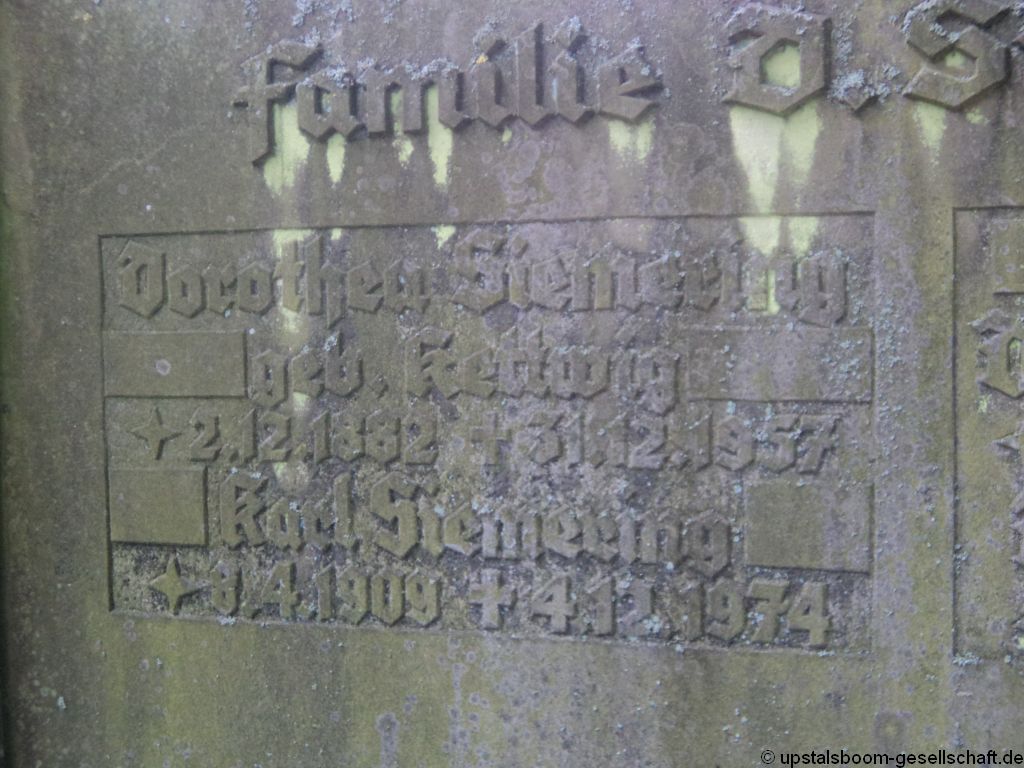 Familie D. S
Dorothea Siemering
geb. Kettwig
2.12.1882 † 31.12.1957
Karl Siemering
8.4.1909 † 4.12.1974
© upstalsboom-gesellschaft.de